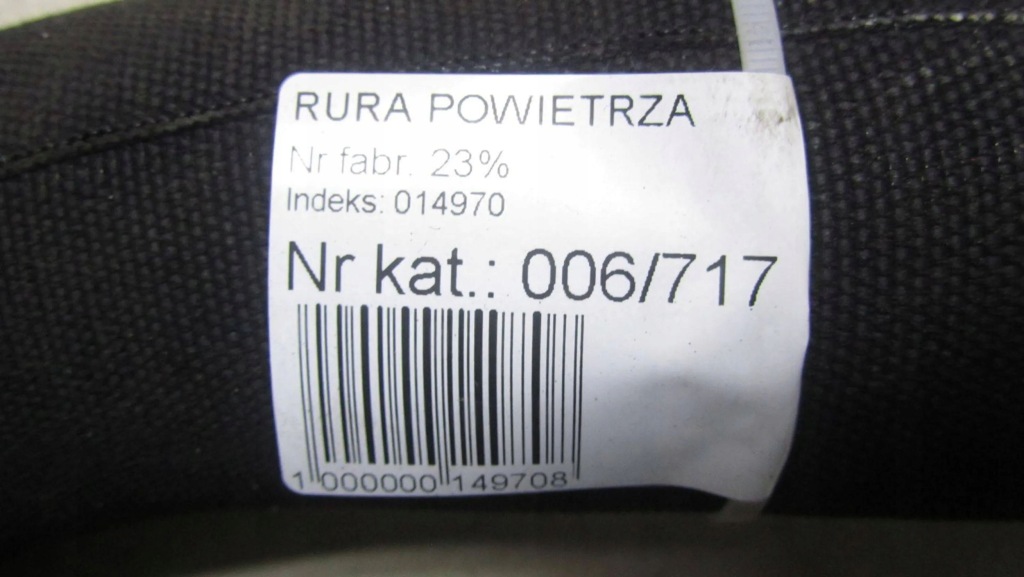 RURA POWIETRZA
Nr fabr. 23%
Indeks: 014970
Nr kat.: 006/717
1 000000 149708